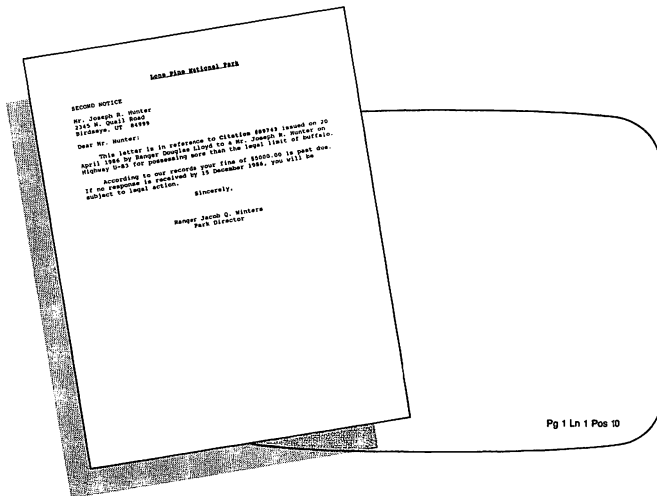 Lone Pine National Park
SECOND NOTICE
Mr. Joseph R. Hunter
2345 N. Quail Road
Birdseye, UT 84999
Dear Mr. Hunter:
This letter is in reference to Citation #89743 issued on 20
April 1986 by Ranger Douglas Lloyd to a Mr. Joseph R. Hunter on
Highway U-85 for possessing more than the legal limit of buffalo.
According to our records your fine of $5000.00 is past due.
If no response is received by 15 December 1986, you will be
subject to legal action.
Sincerely,
Ranger Jacob Q. Winters
Park Director
Pg 1 Ln 1 Pos 10